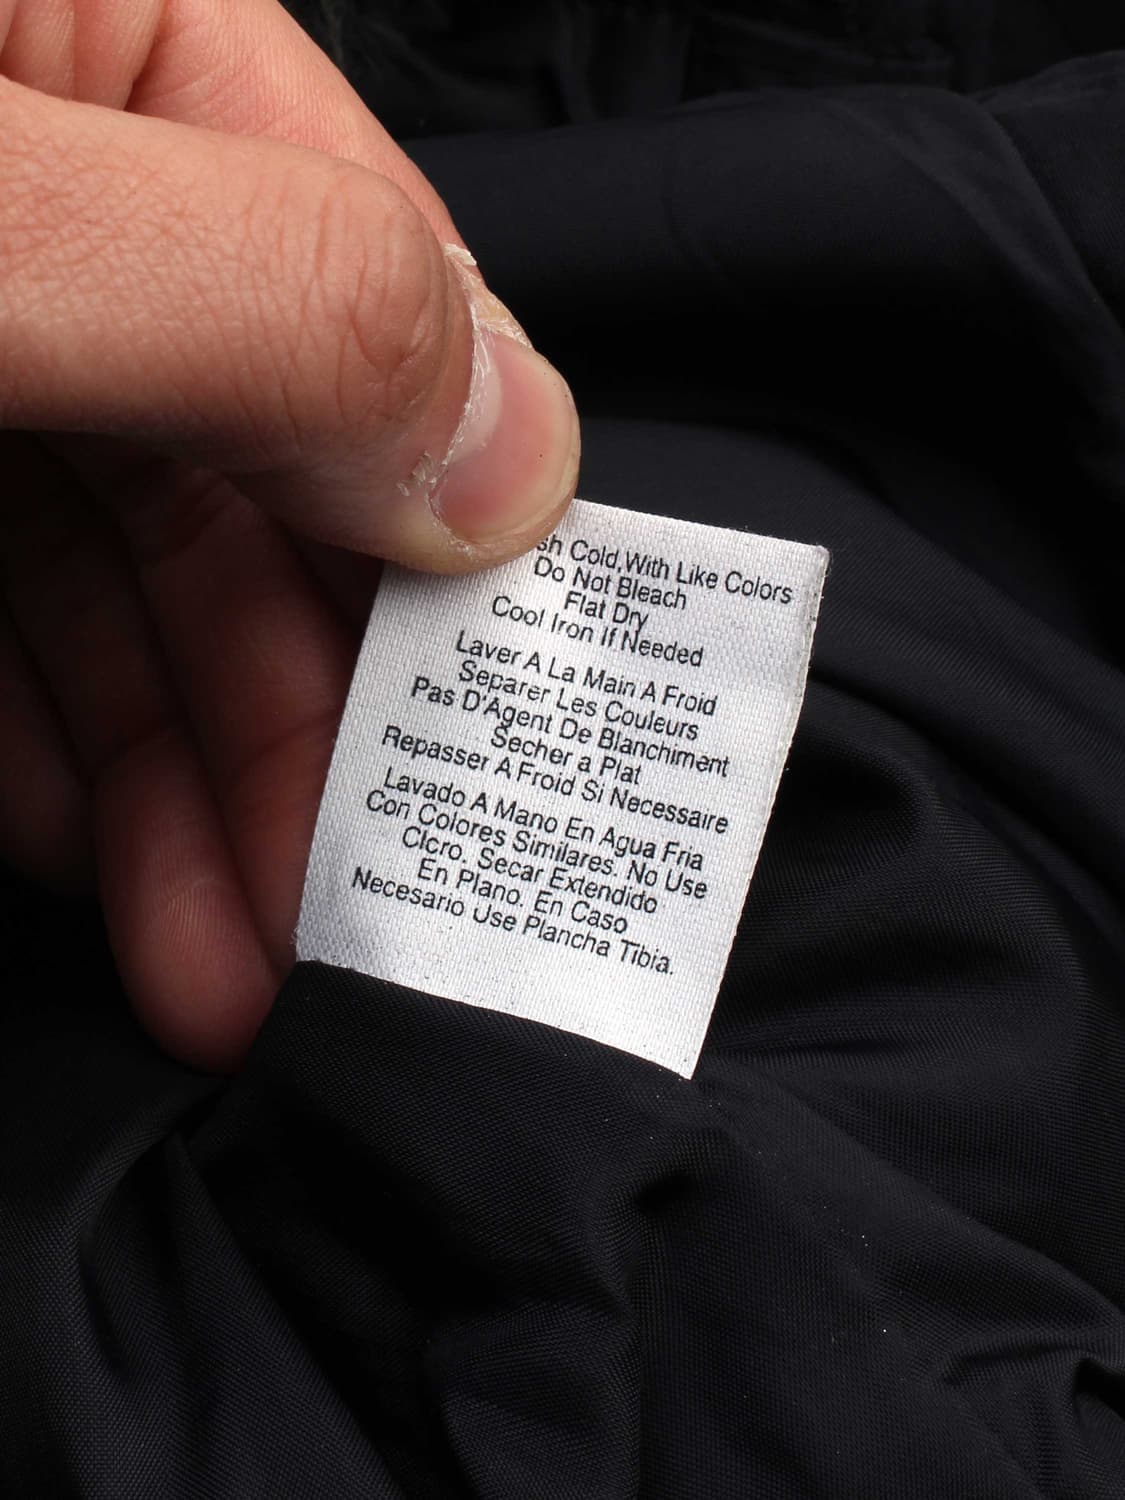 Cold, With Like Colors
Do Not Bleach
Flat Dry
Cool Iron If Needed
Laver A La Main A Froid
Separer Les Couleurs
Pas D'Agent De Blanchiment
Secher a Plat
Repasser A Froid Si Necessaire
Lavado A Mano En Agua Fria
Con Colores Similares. No Use
Clcro. Secar Extendido
En Plano. En Caso
Necesario Use Plancha Tibia.